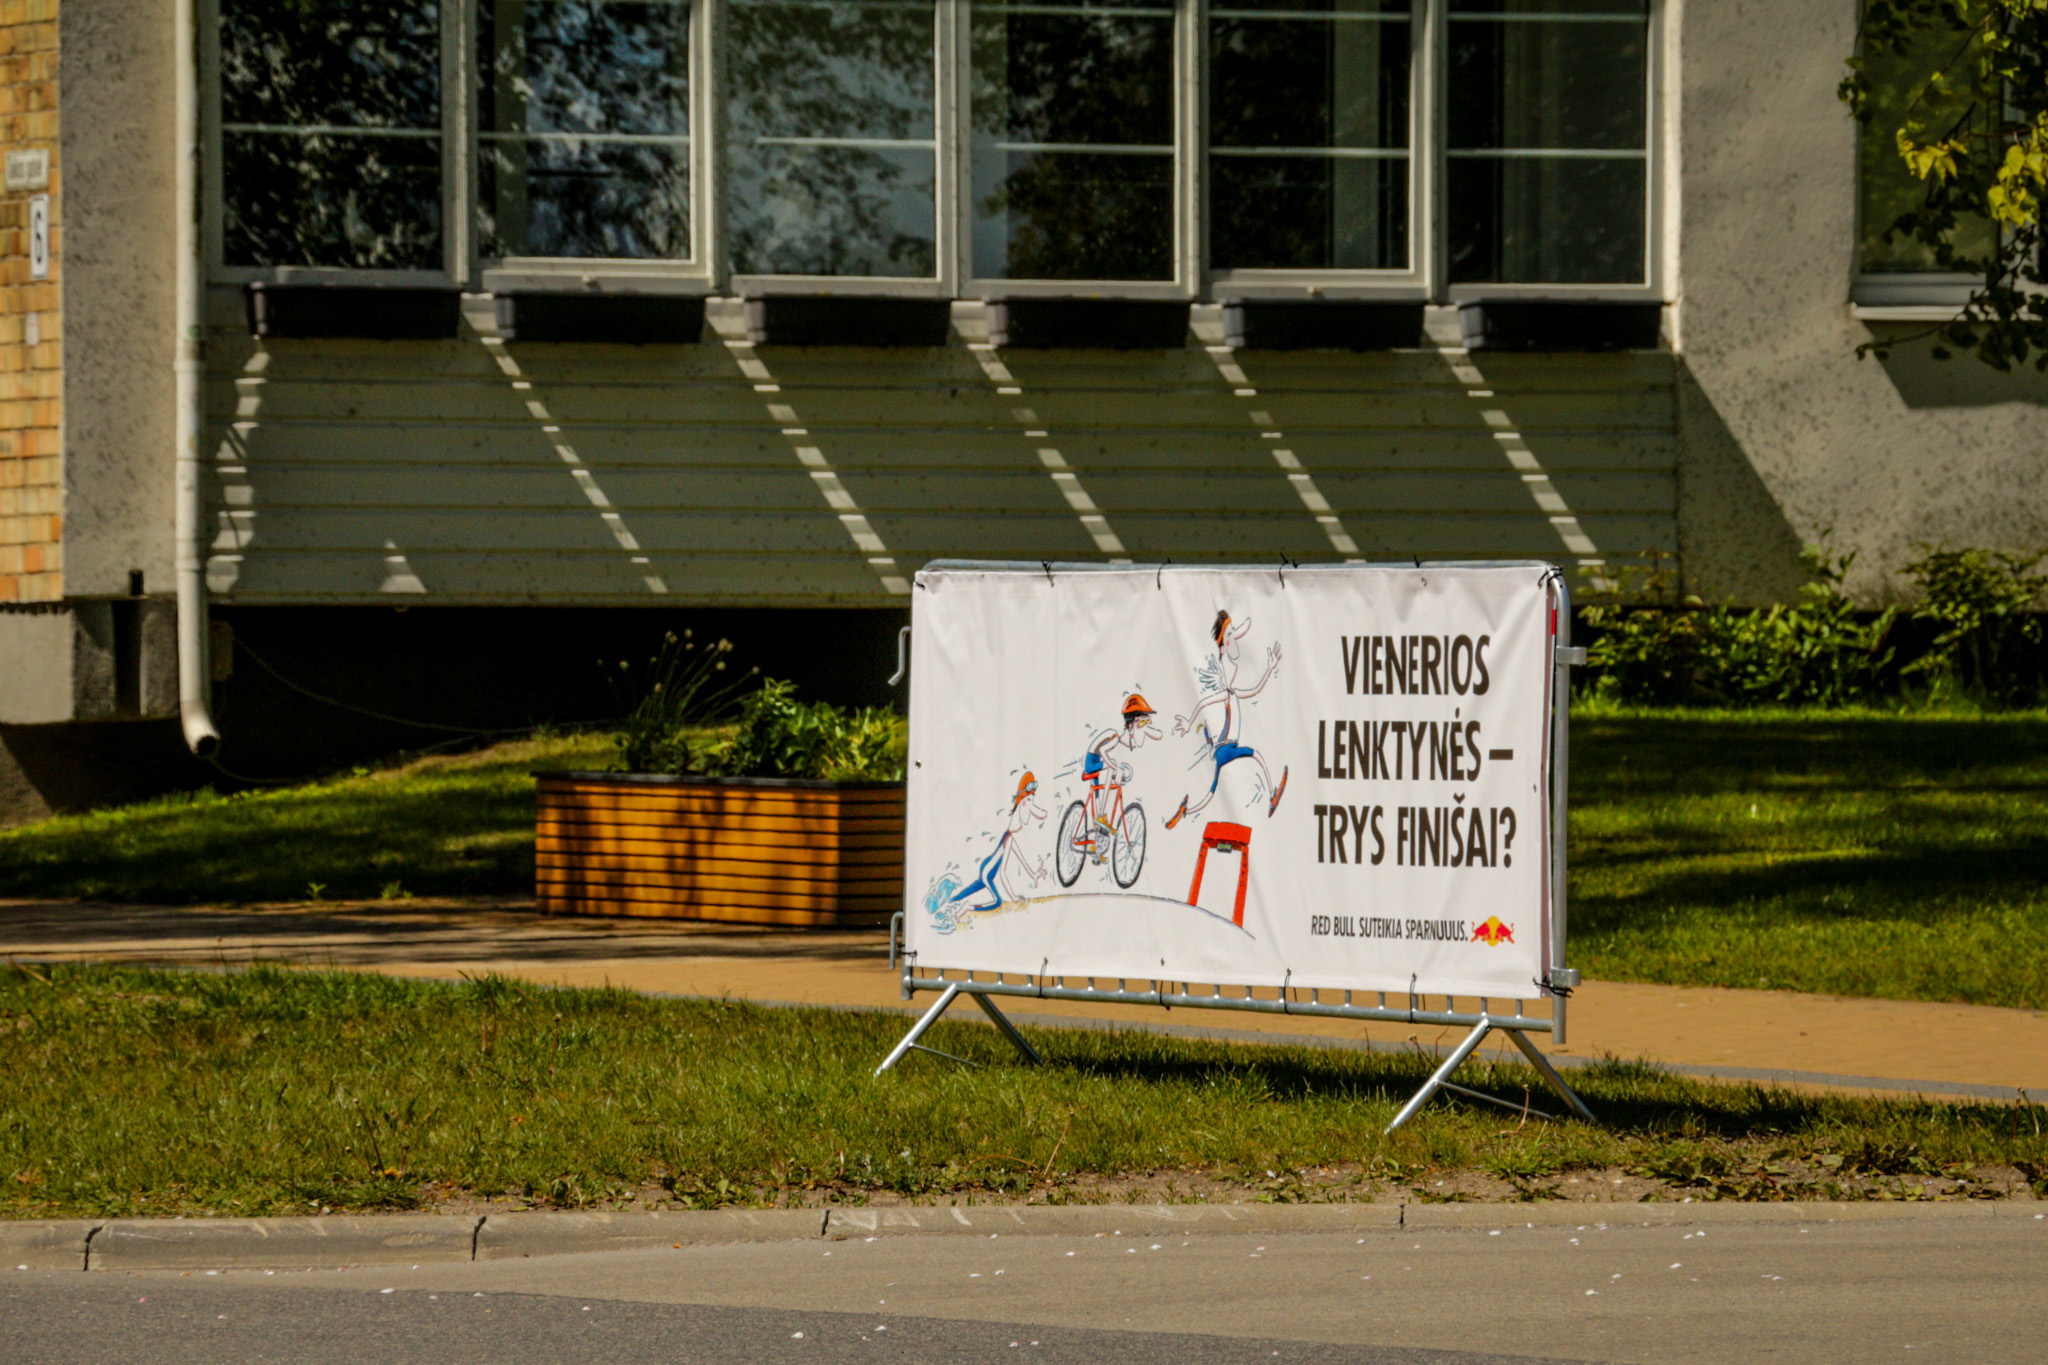 6
VIENERIOS
LENKTYNĖS –
TRYS FINIŠAI?
RED BULL SUTEIKIA SPARNUUUS.